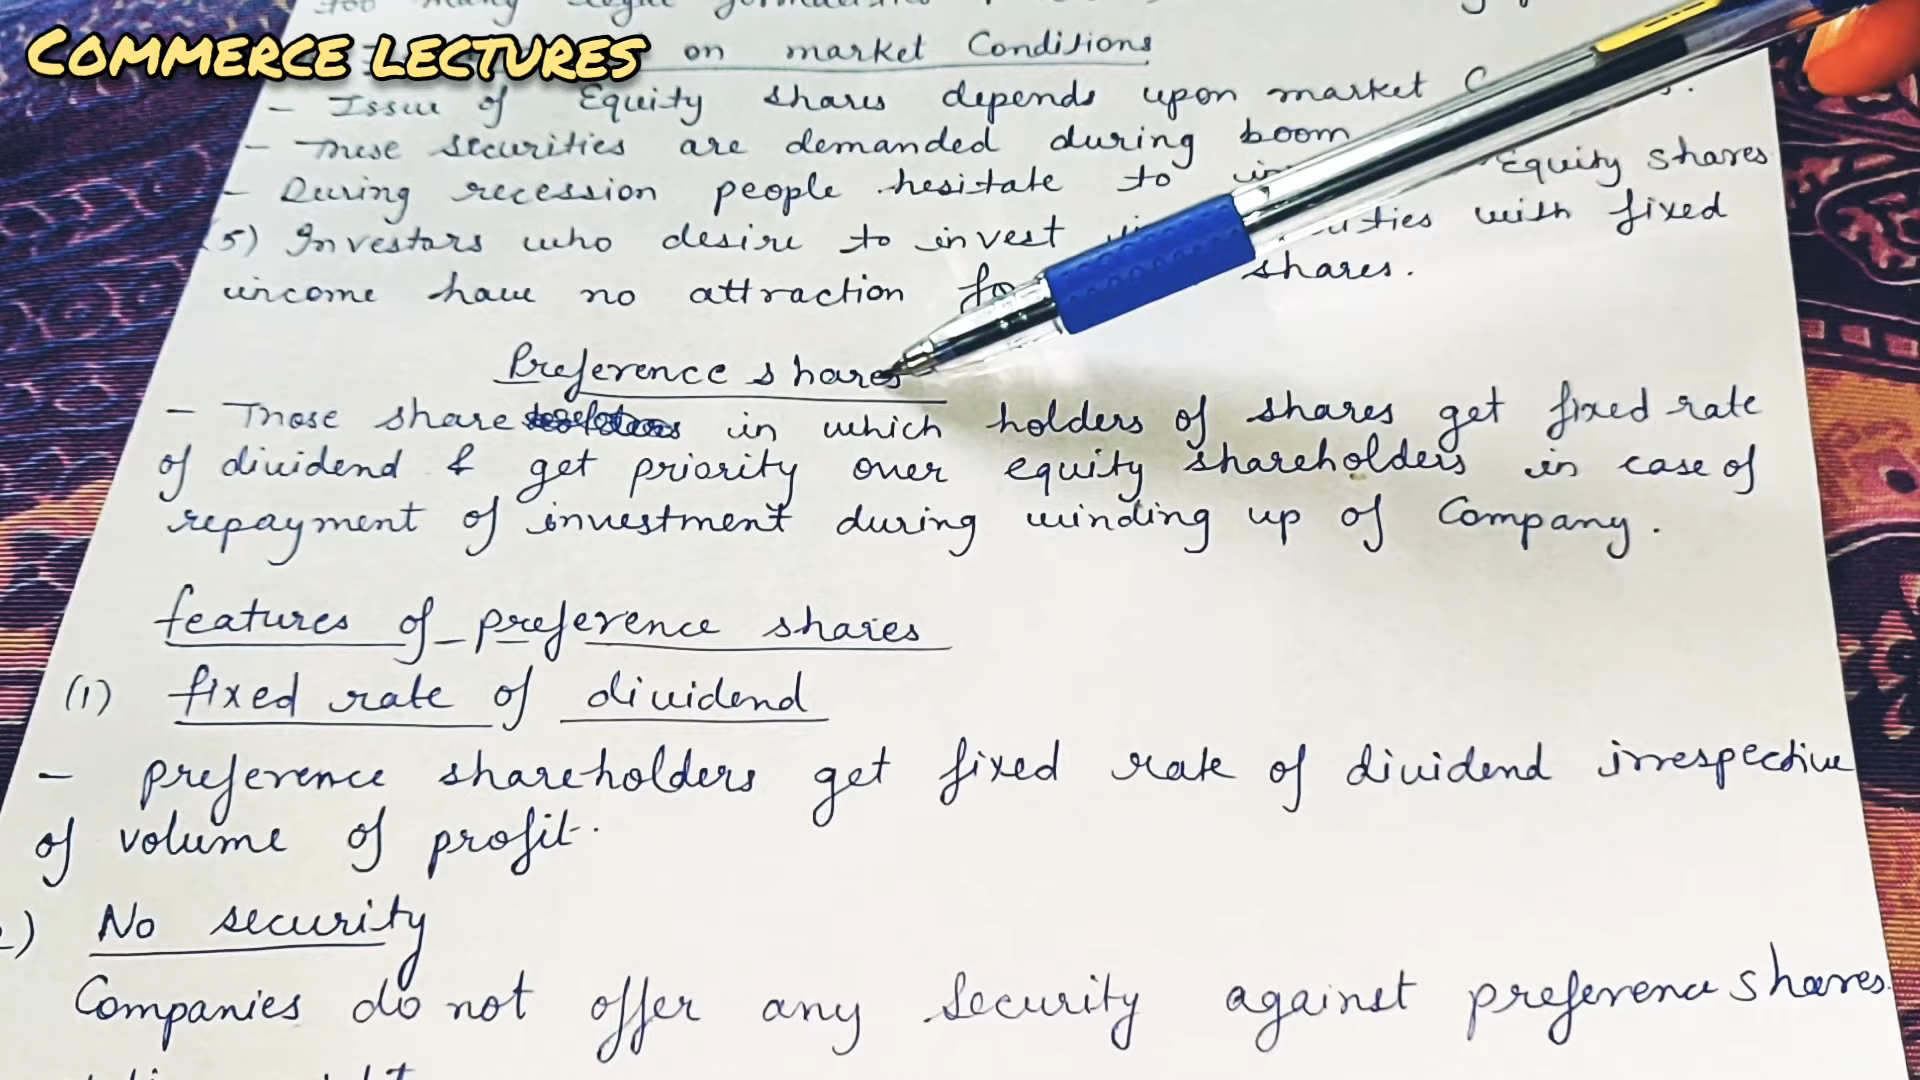 COMMERCE LECTURES
too many legal formalities
on market Conditions
- Issue of Equity shares depends upon market
- These securities are demanded during boom
- During recession people hesitate to Equity shares
(5) Investors who desire to invest with fixed
income have no attraction shares.
Preference shares
- Those share in which holders of shares get fixed rate
of dividend & get priority over equity shareholders in case of
repayment of investment during winding up of Company.
features of preference shares
(1) fixed rate of dividend
- preference shareholders get fixed rate of dividend irrespective
of volume of profit.
No security
Companies do not offer any security against preference shares.